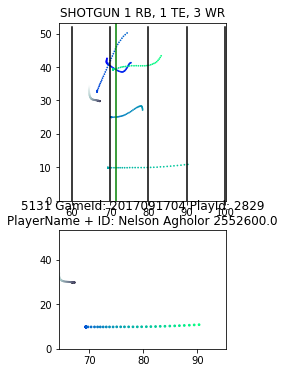 SHOTGUN 1 RB, 1 TE, 3 WR
50
40
30
20
10
0
60 70 80 90 100
5131 GameId: 2017091704 PlayId: 2829
PlayerName + ID: Nelson Agholor 2552600.0
40
20
0
70 80 90